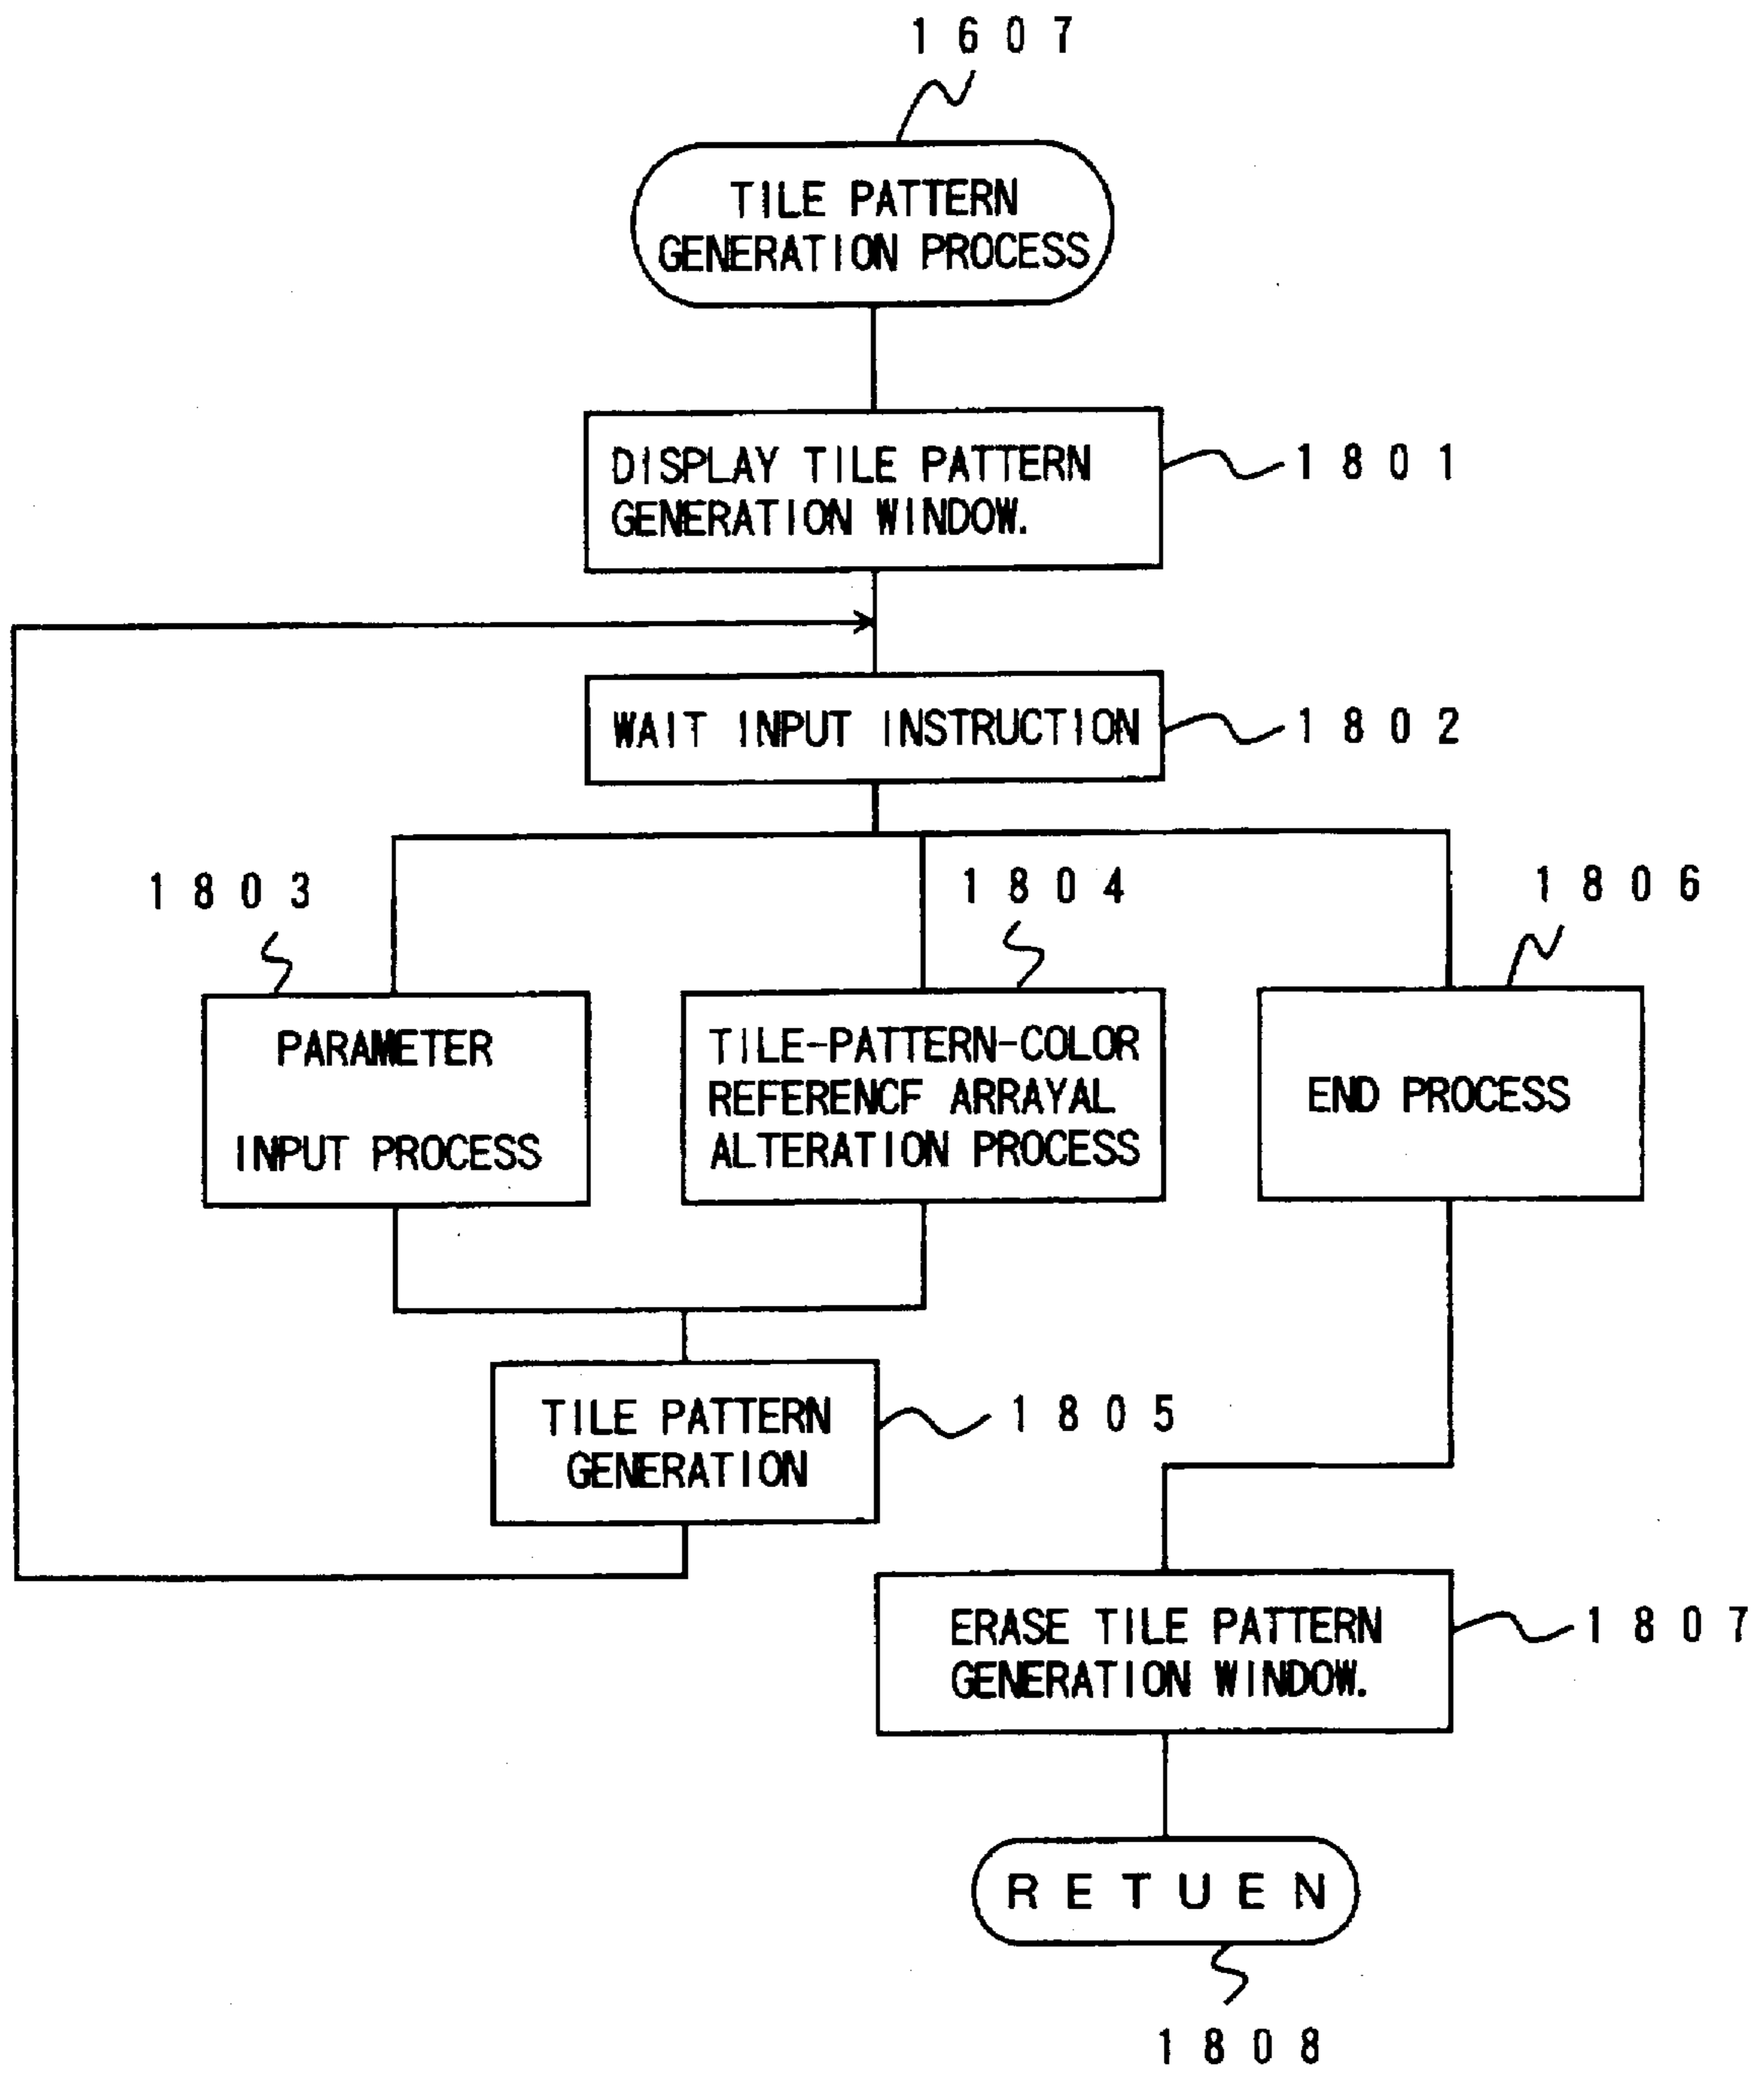 1607
TILE PATTERN
GENERATION PROCESS
DISPLAY TILE PATTERN
GENERATION WINDOW.
1801
WAIT INPUT INSTRUCTION
1802
1803
1804
1806
PARAMETER
INPUT PROCESS
TILE-PATTERN-COLOR
REFERENCF ARRAYAL
ALTERATION PROCESS
END PROCESS
TILE PATTERN
GENERATION
1805
ERASE TILE PATTERN
GENERATION WINDOW.
1807
RETUEN
1808